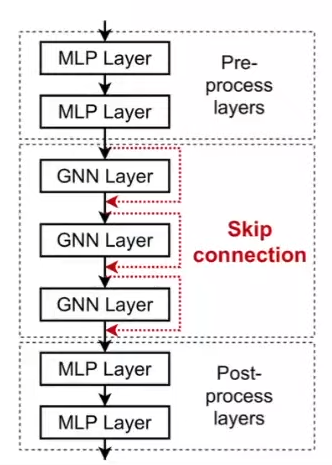 MLP Layer
Pre-
process
layers
MLP Layer
GNN Layer
GNN Layer
Skip
connection
GNN Layer
MLP Layer
Post-
process
layers
MLP Layer